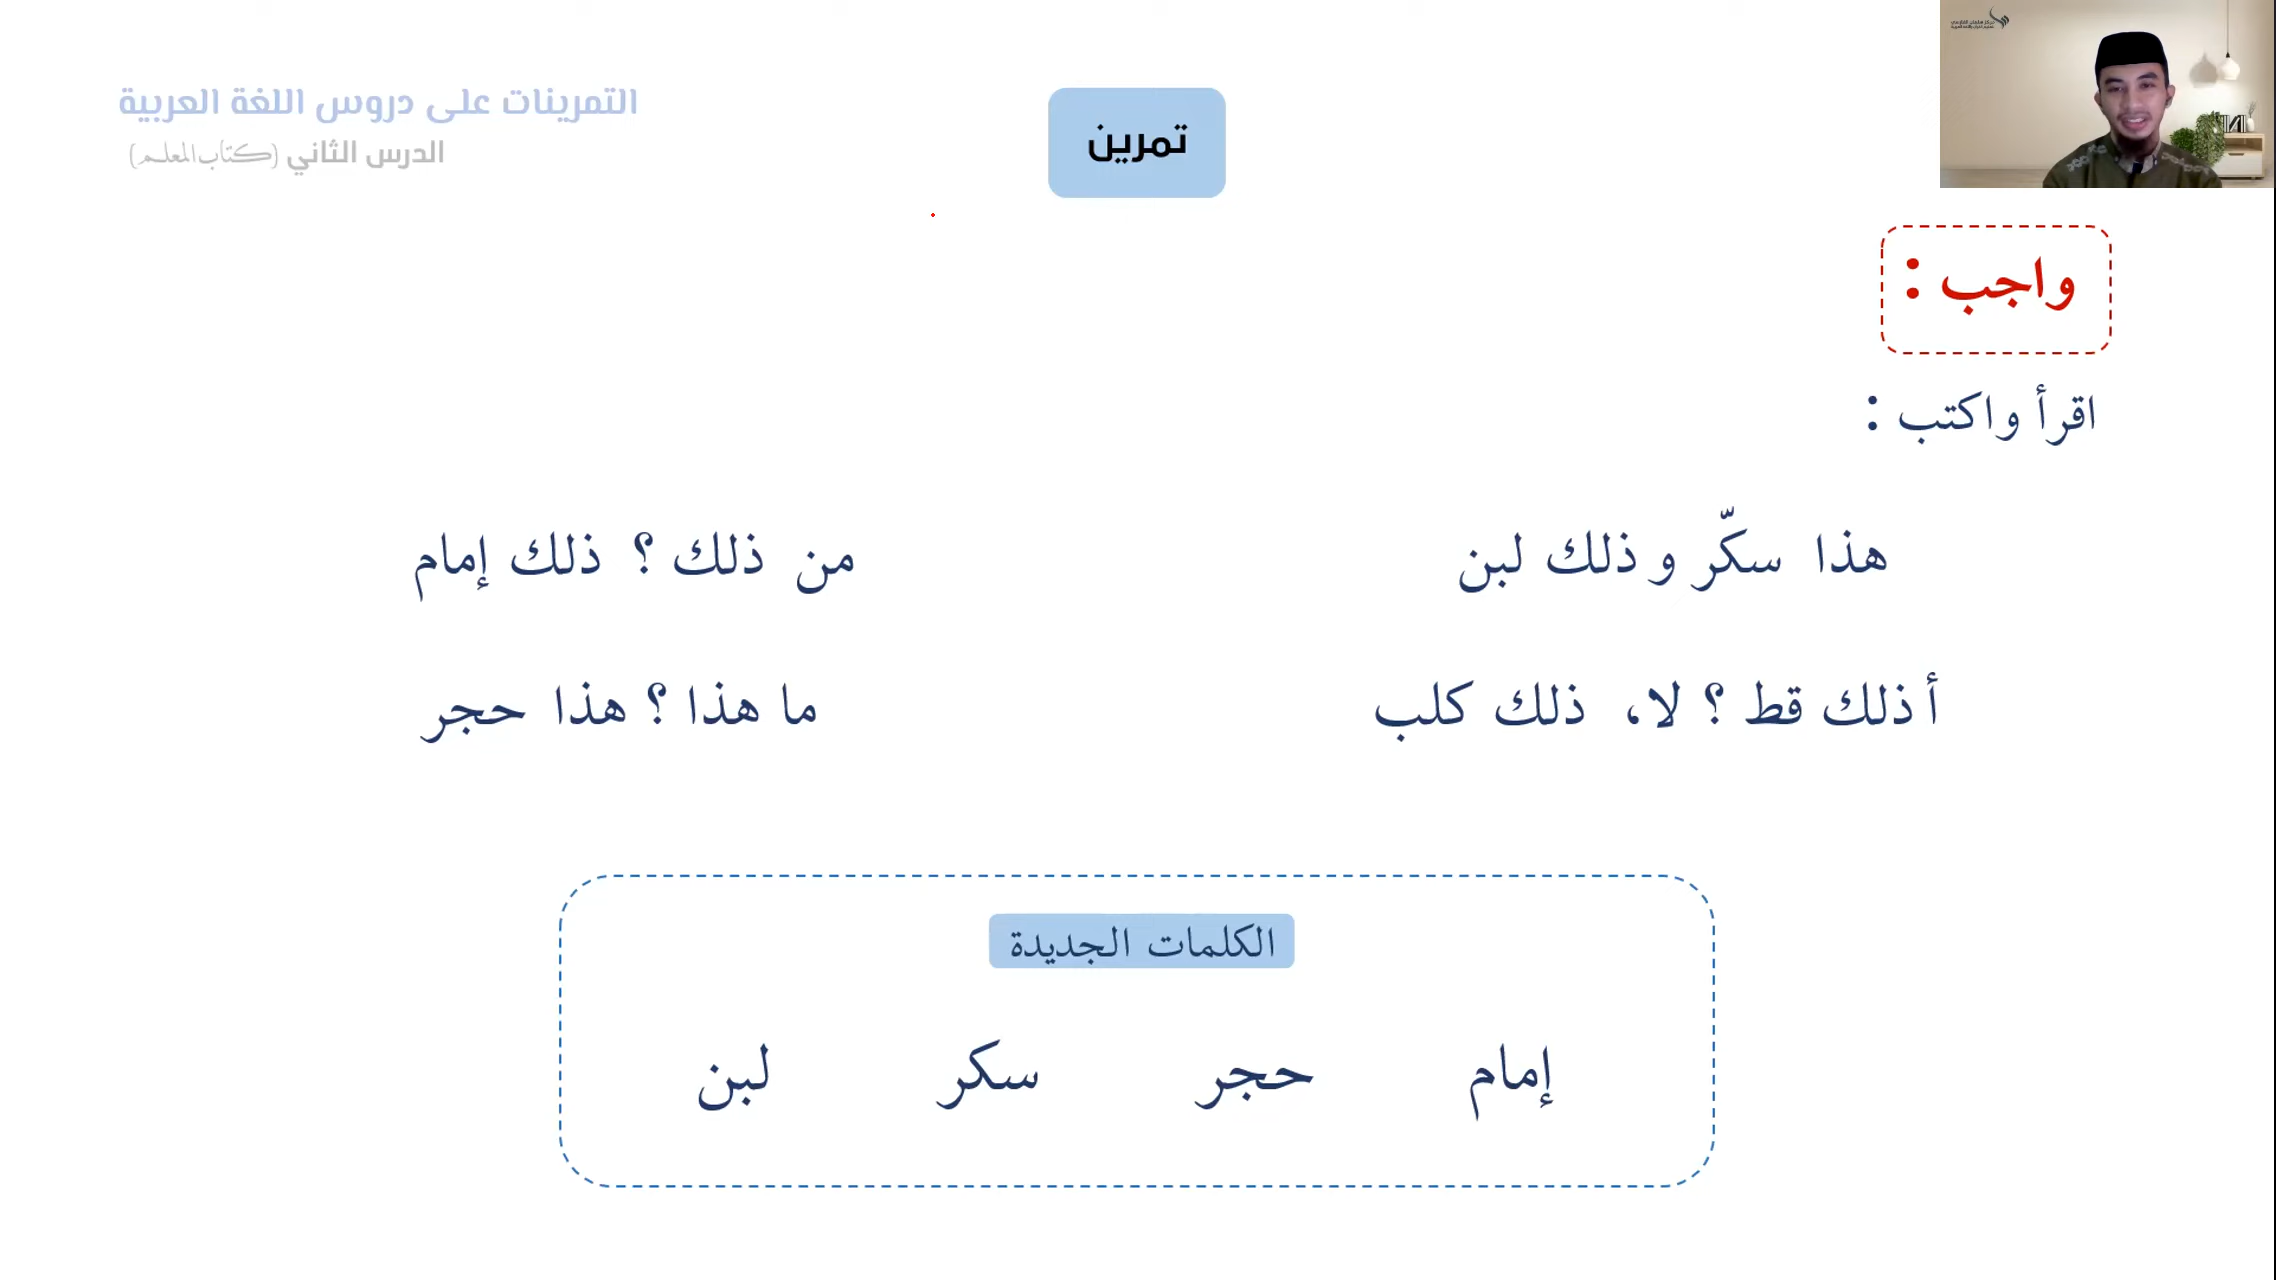 التمرينات على دروس اللغة العربية
الدرس الثاني (كتاب المعلم)
تمرين
واجب :
اقرأ واكتب :
هذا سكّر و ذلك لبن
من ذلك ؟ ذلك إمام
أ ذلك قط ؟ لا، ذلك كلب
ما هذا ؟ هذا حجر
الكلمات الجديدة
إمام حجر سكر لبن